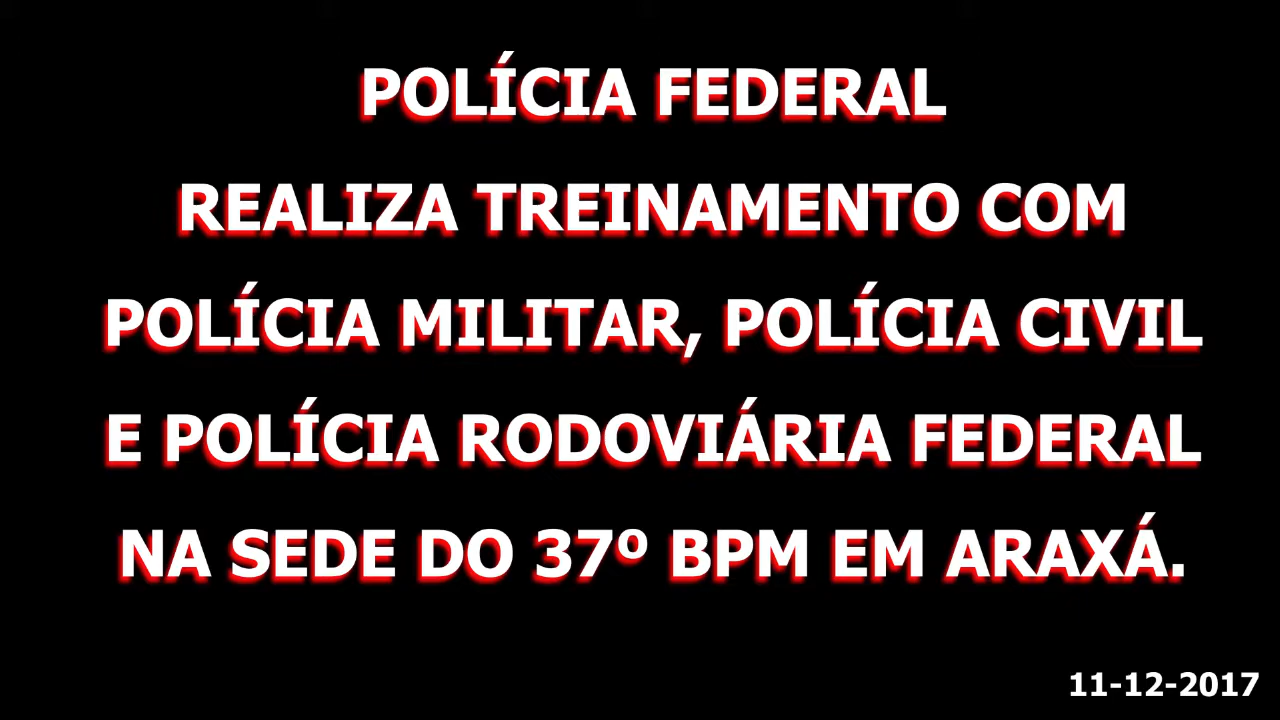 POLÍCIA FEDERAL
REALIZA TREINAMENTO COM
POLÍCIA MILITAR, POLÍCIA CIVIL
E POLÍCIA RODOVIÁRIA FEDERAL
NA SEDE DO 37º BPM EM ARAXÁ.
11-12-2017